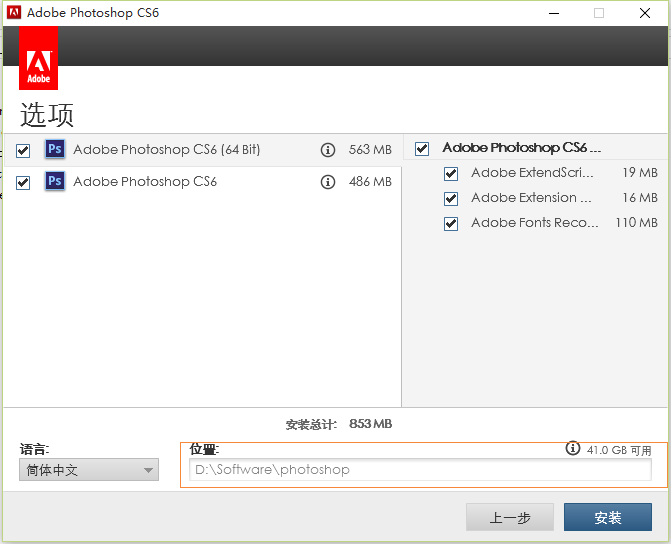 Adobe Photoshop CS6
Adobe
选项
Ps Adobe Photoshop CS6 (64 Bit) 563 MB
Ps Adobe Photoshop CS6 486 MB
Adobe Photoshop CS6 ...
Adobe ExtendScri... 19 MB
Adobe Extension ... 16 MB
Adobe Fonts Reco... 110 MB
安装总计: 853 MB
语言:
简体中文
位置: 41.0 GB 可用
D:\Software\photoshop
上一步 安装